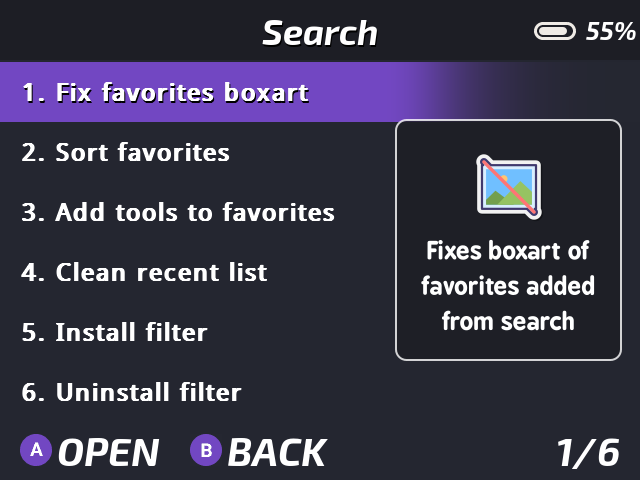 Search
55%
1. Fix favorites boxart
2. Sort favorites
3. Add tools to favorites
4. Clean recent list
5. Install filter
6. Uninstall filter
Fixes boxart of
favorites added
from search
A OPEN B BACK 1/6